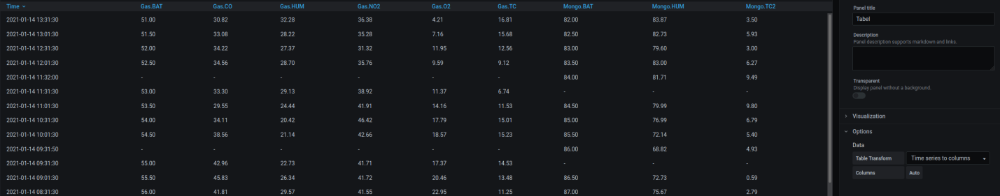 Time Gas.BAT Gas.CO Gas.HUM Gas.NO2 Gas.O2 Gas.TC Mongo.BAT Mongo.HUM Mongo.TC2
2021-01-14 13:31:30 51.00 30.82 32.28 36.38 4.21 16.81 82.00 83.87 3.50
2021-01-14 13:01:30 51.50 33.08 28.22 35.28 7.16 15.68 82.50 82.73 5.93
2021-01-14 12:31:30 52.00 34.22 27.37 31.32 11.95 12.56 83.00 79.60 3.00
2021-01-14 12:01:30 52.50 34.56 28.70 35.76 9.59 9.12 83.50 83.00 6.27
2021-01-14 11:32:00 - - - - - - 84.00 81.71 9.49
2021-01-14 11:31:30 53.00 33.30 29.13 38.92 11.37 6.74 - - -
2021-01-14 11:01:30 53.50 29.55 24.44 41.91 14.16 11.53 84.50 79.99 9.80
2021-01-14 10:31:30 54.00 34.11 20.42 46.42 17.79 15.01 85.00 76.99 6.79
2021-01-14 10:01:30 54.50 38.56 21.14 42.66 18.57 15.23 85.50 72.14 5.40
2021-01-14 09:31:50 - - - - - - 86.00 68.82 4.93
2021-01-14 09:31:30 55.00 42.96 22.73 41.71 17.37 14.53 - - -
2021-01-14 09:01:30 55.50 45.83 26.34 41.72 20.46 13.48 86.50 72.73 0.59
2021-01-14 08:31:30 56.00 41.81 29.57 41.55 22.95 11.25 87.00 75.67 2.79
Panel title
Tabel
Description
Panel description supports markdown and links.
Transparent
Display panel without a background.
Visualization
Options
Data
Table Transform Time series to columns
Columns Auto